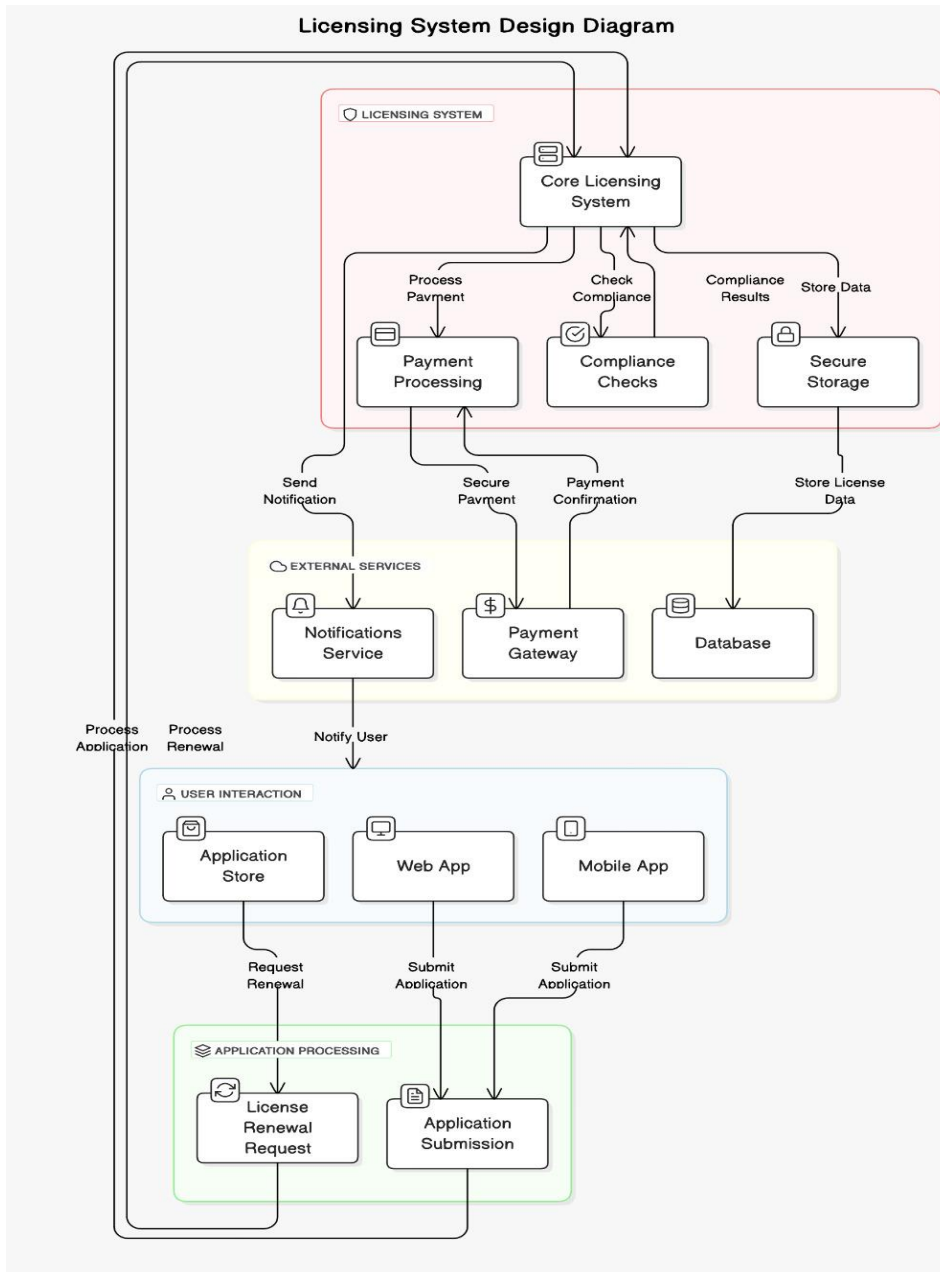 Licensing System Design Diagram
LICENSING SYSTEM
Core Licensing
System
Process
Payment
Check
Compliance
Compliance
Results
Store Data
Payment
Processing
Compliance
Checks
Secure
Storage
Send
Notification
Secure
Payment
Payment
Confirmation
Store License
Data
EXTERNAL SERVICES
Notifications
Service
Payment
Gateway
Database
Process
Application
Process
Renewal
Notify User
USER INTERACTION
Application
Store
Web App
Mobile App
Request
Renewal
Submit
Application
Submit
Application
APPLICATION PROCESSING
License
Renewal
Request
Application
Submission